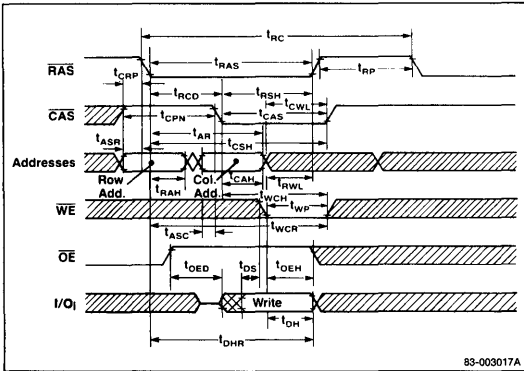 tRC
RAS
tCRP
tRAS
tRP
tRCD
tRSH
tCWL
CAS
tCPN
tCAS
tAR
tASR
tCSH
Addresses
Row
Add.
tRAH
Col.
Add.
tCAH
tRWL
tWCH
WE
tWP
tASC
tWCR
OE
tOED
tDS
tOEH
I/Oi
Write
tDH
tDHR
83-003017A